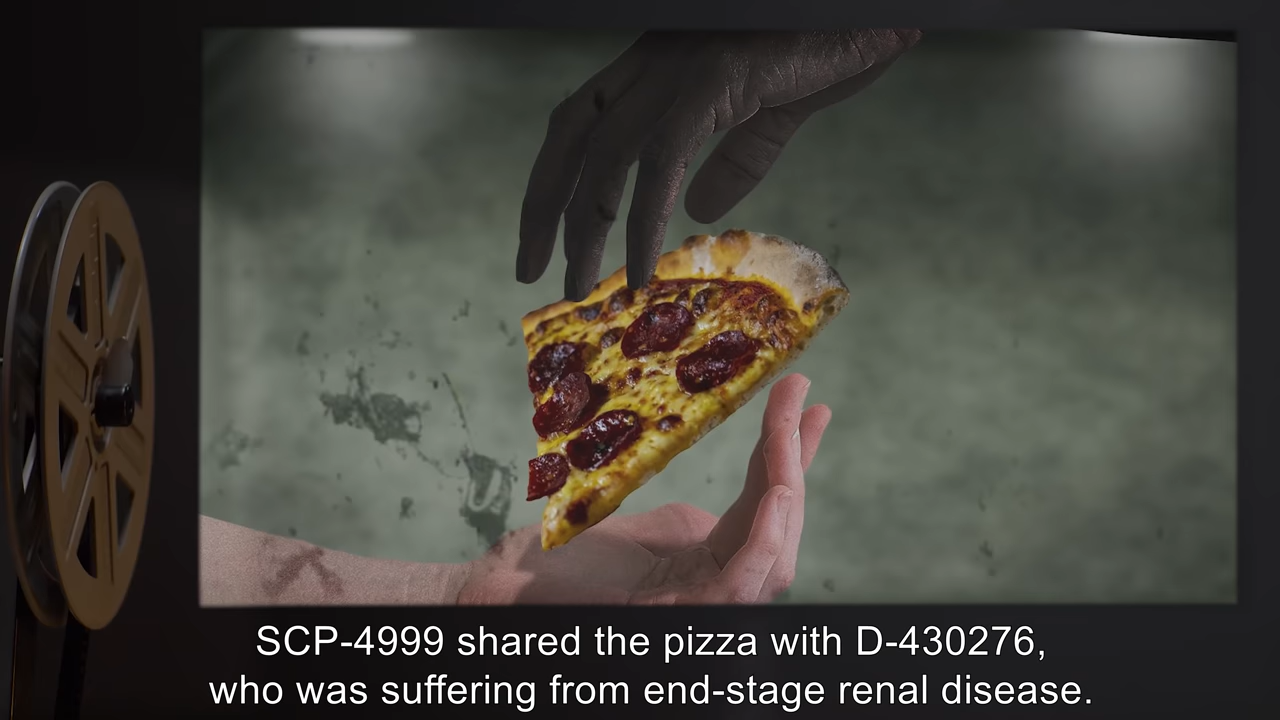 SCP-4999 shared the pizza with D-430276,
who was suffering from end-stage renal disease.